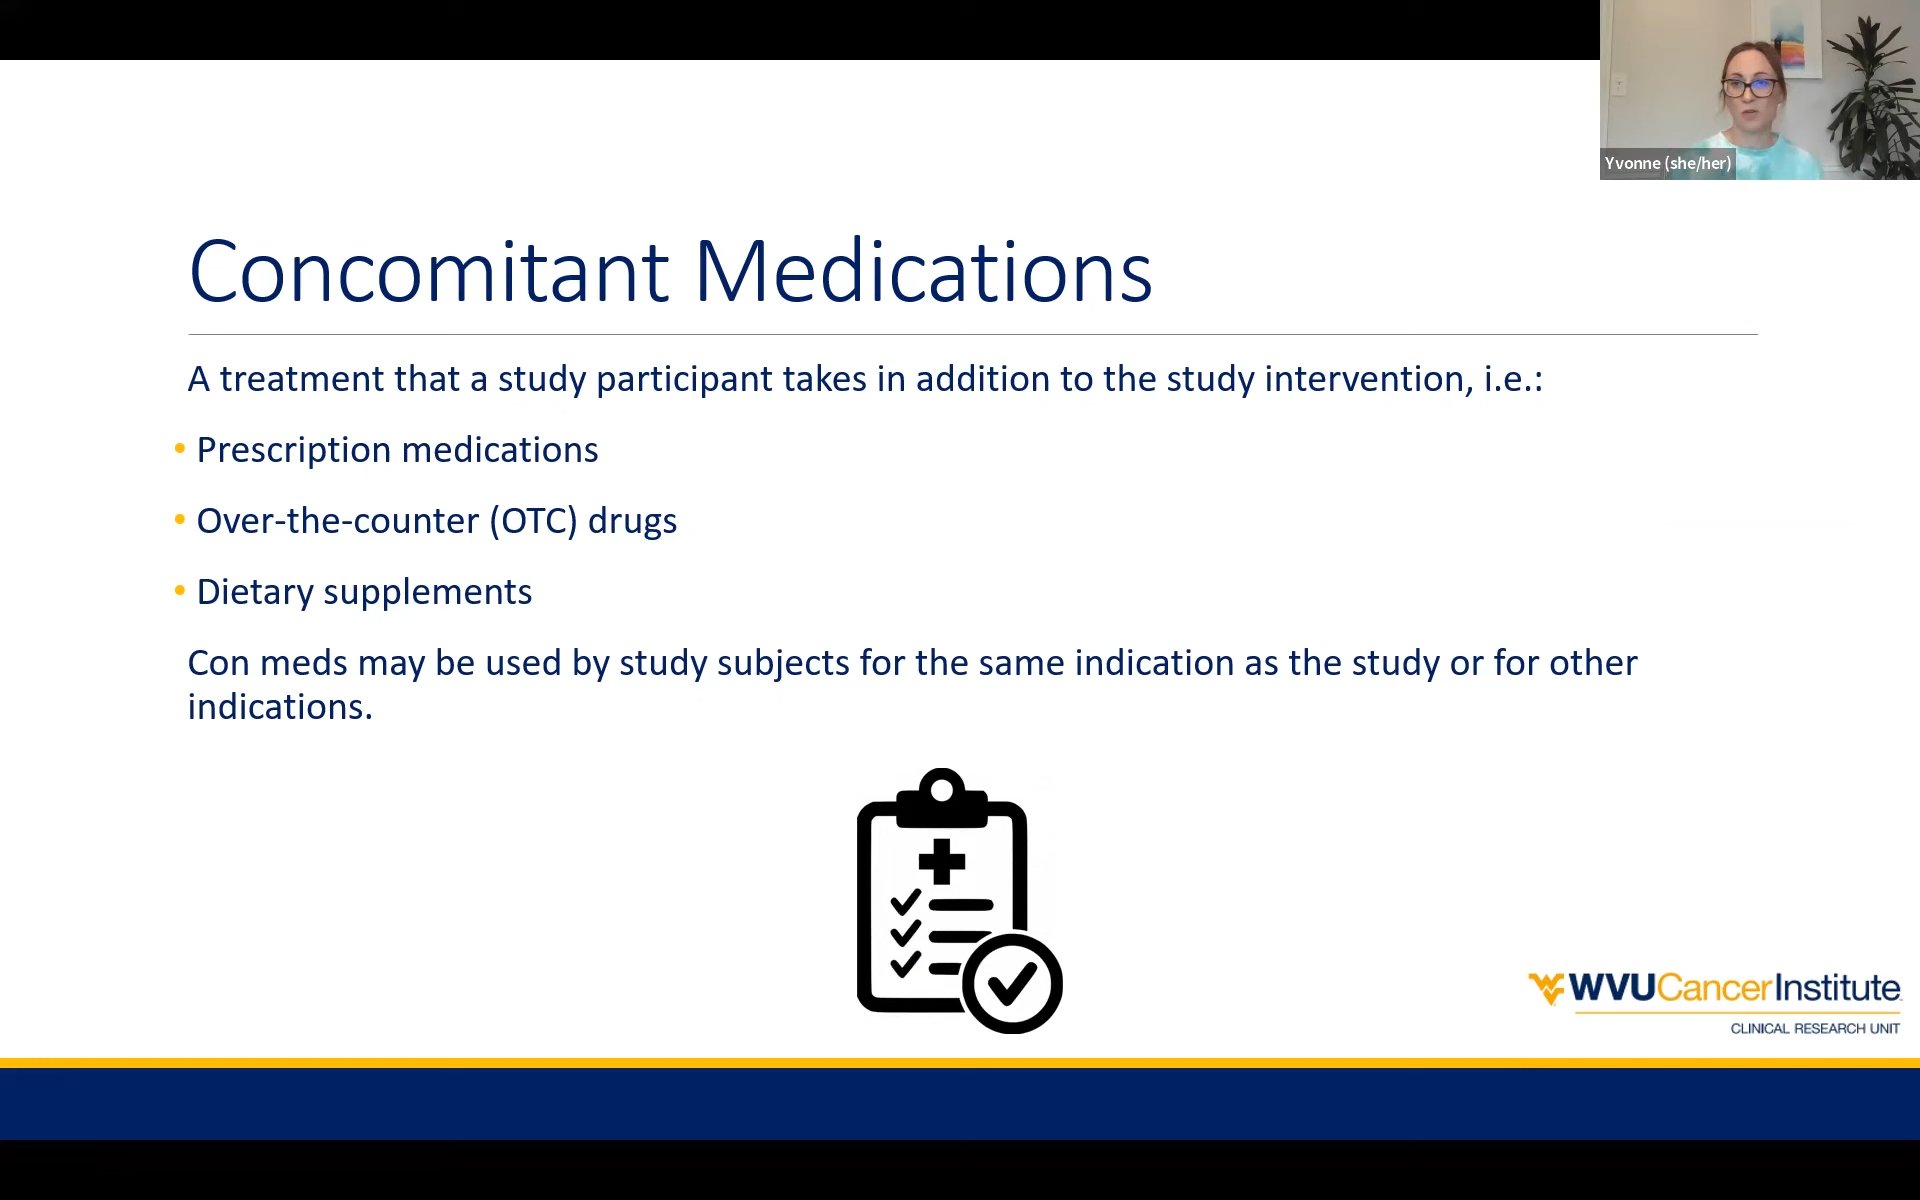 Yvonne (she/her)
Concomitant Medications
A treatment that a study participant takes in addition to the study intervention, i.e.:
• Prescription medications
• Over-the-counter (OTC) drugs
• Dietary supplements
Con meds may be used by study subjects for the same indication as the study or for other
indications.
WVUCancerInstitute
CLINICAL RESEARCH UNIT